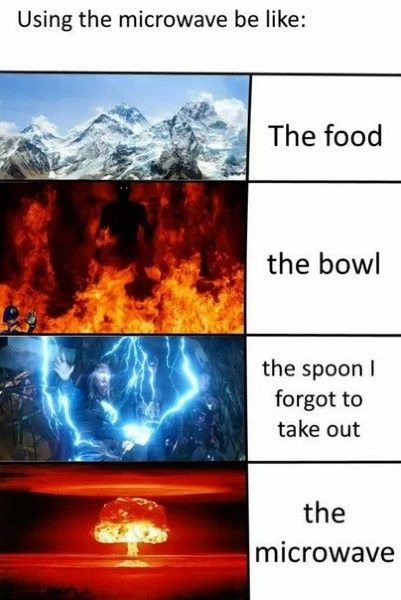 Using the microwave be like:
The food
the bowl
the spoon I
forgot to
take out
the
microwave